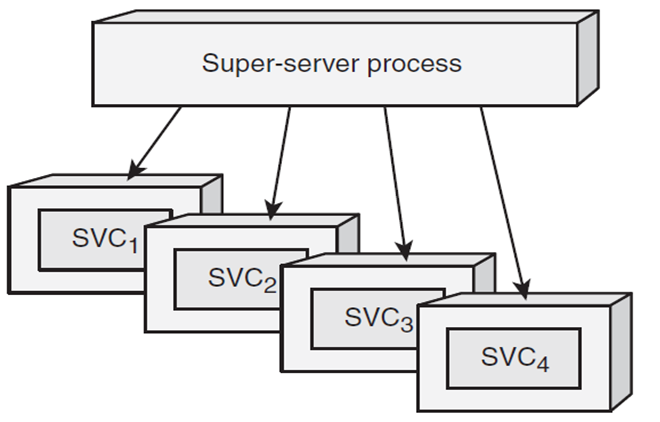 Super-server process
SVC₁
SVC₂
SVC₃
SVC₄